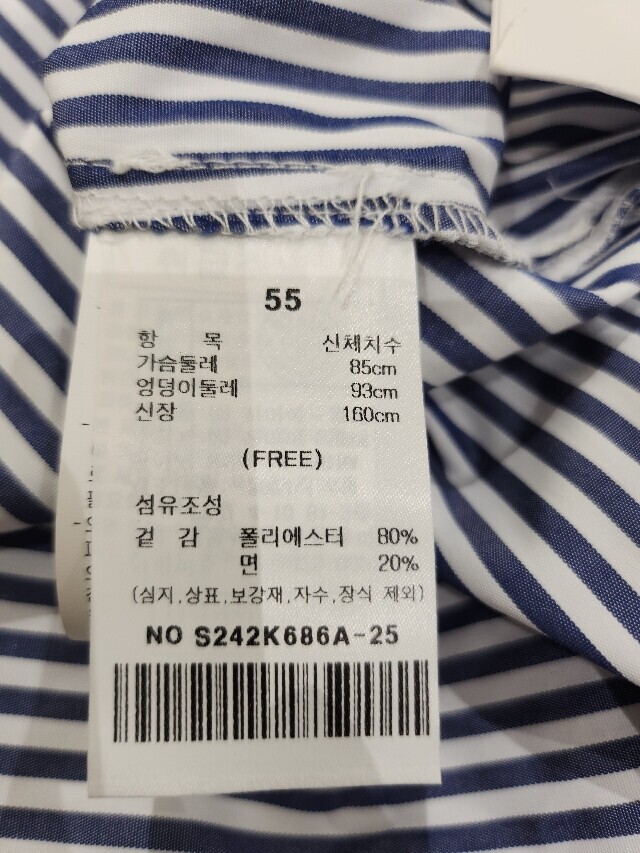 55
항 목 신체치수
가슴둘레 85cm
엉덩이둘레 93cm
신장 160cm
(FREE)
섬유조성
겉 감 폴리에스터 80%
면 20%
(심지,상표,보강재,자수,장식 제외)
NO S242K686A-25